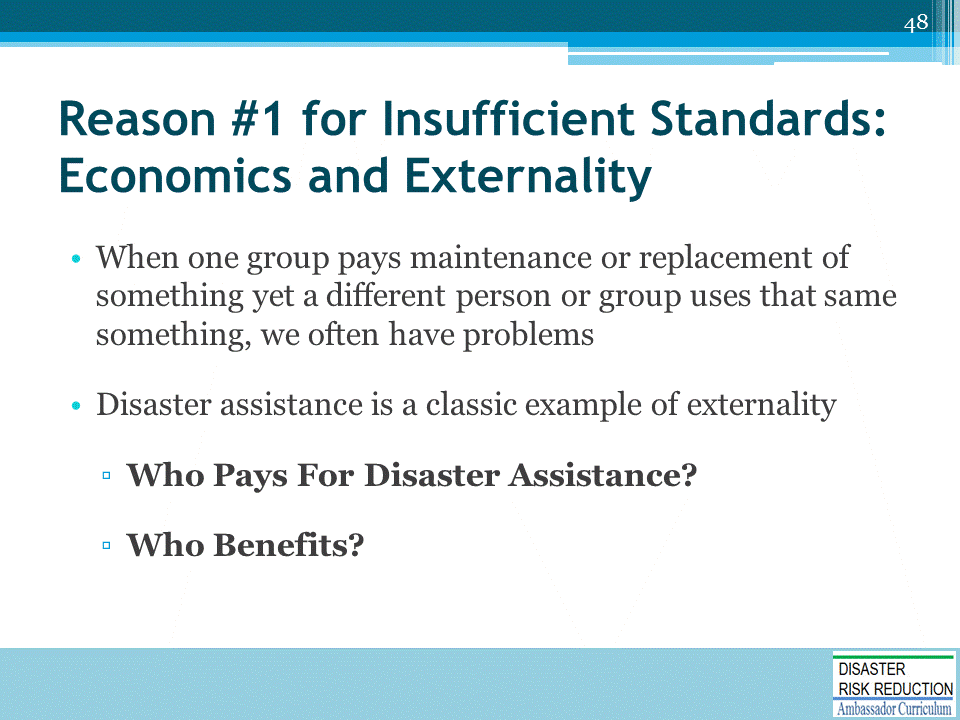 48
Reason #1 for Insufficient Standards:
Economics and Externality
• When one group pays maintenance or replacement of
something yet a different person or group uses that same
something, we often have problems
• Disaster assistance is a classic example of externality
▫ Who Pays For Disaster Assistance?
▫ Who Benefits?
DISASTER
RISK REDUCTION
Ambassador Curriculum